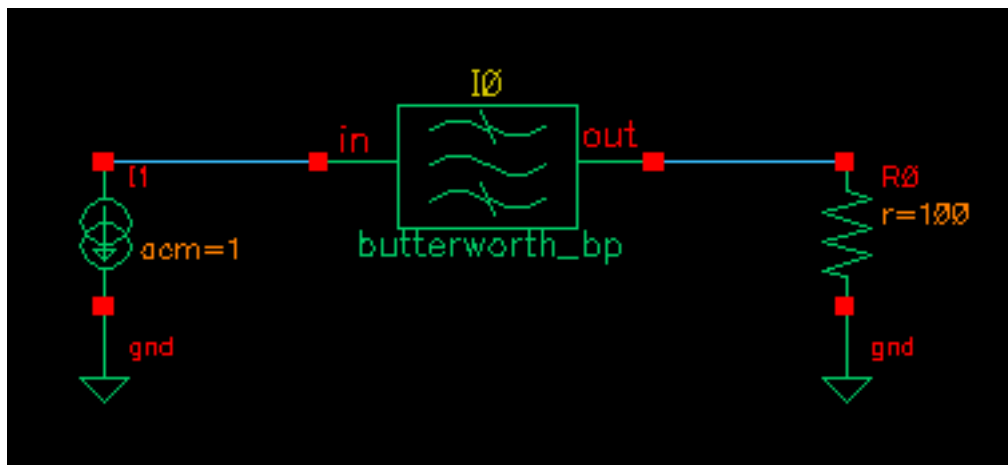 I0
in
out
I1
acm=1
R0
r=100
butterworth_bp
gnd
gnd